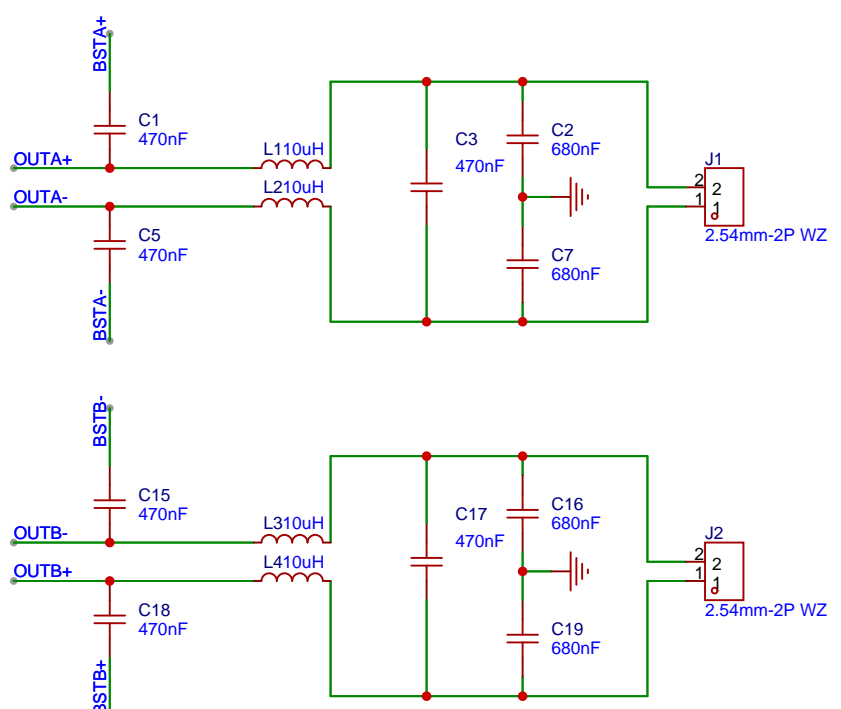 BSTA+
C1
470nF
OUTA+
L110uH
C3
470nF
C2
680nF
J1
2
2
1
1
2.54mm-2P WZ
OUTA-
L210uH
C5
470nF
C7
680nF
BSTA-
BSTB-
C15
470nF
OUTB-
L310uH
C17
470nF
C16
680nF
J2
2
2
1
1
2.54mm-2P WZ
OUTB+
L410uH
C18
470nF
C19
680nF
BSTB+